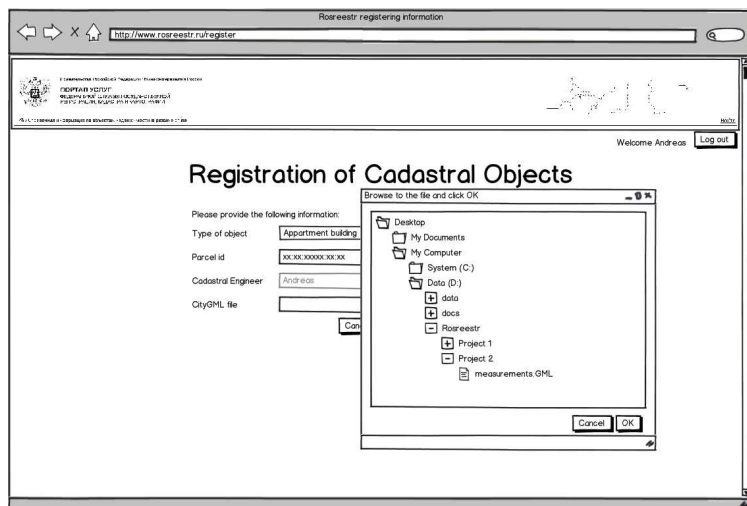 Rosreestr registering information
http://www.rosreestr.ru/register
ПОРТАЛ УСЛУГ
Welcome Andreas
Log out
Registration of Cadastral Objects
Please provide the following information:
Type of object
Appartment building
Parcel id
xx:xx:xxxxx:xx:xx
Cadastral Engineer
Andreas
CityGML file
Browse to the file and click OK
Desktop
My Documents
My Computer
System (C:)
Data (D:)
data
docs
Rosreestr
Project 1
Project 2
measurements.GML
Cancel
OK